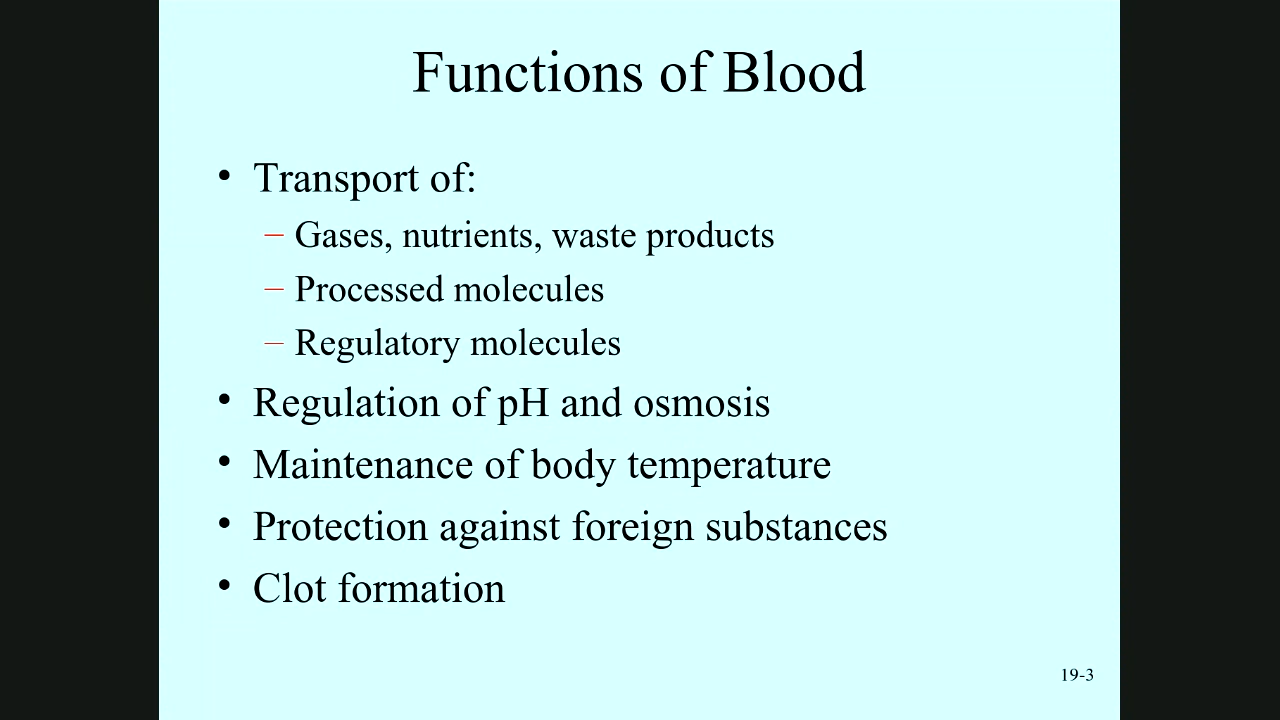 Functions of Blood
• Transport of:
– Gases, nutrients, waste products
– Processed molecules
– Regulatory molecules
• Regulation of pH and osmosis
• Maintenance of body temperature
• Protection against foreign substances
• Clot formation
19-3